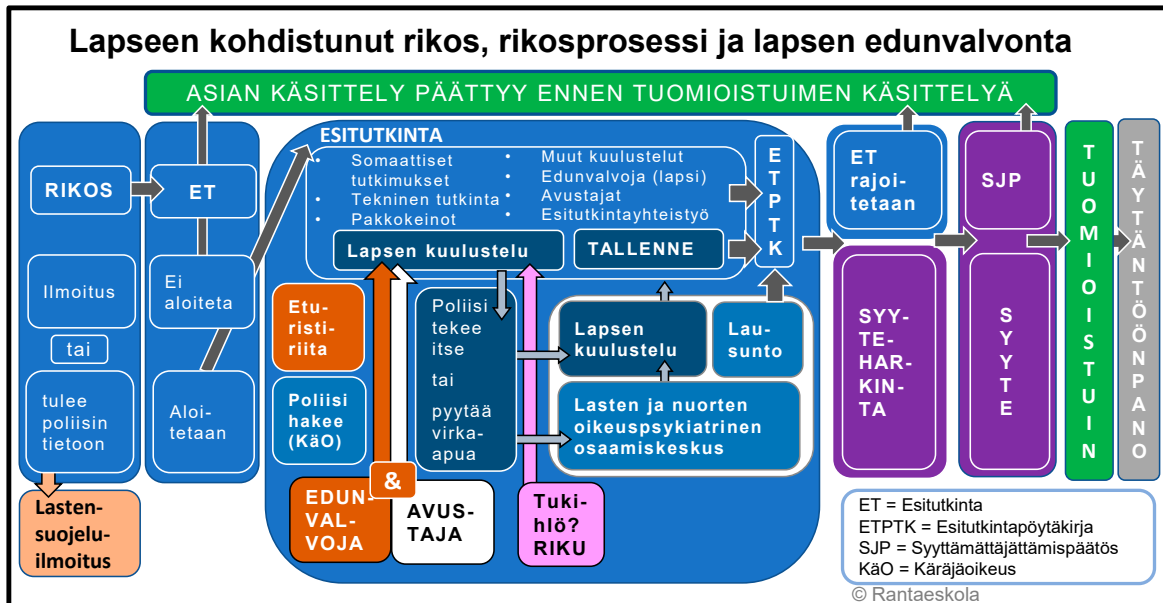 Lapseen kohdistunut rikos, rikosprosessi ja lapsen edunvalvonta
ASIAN KÄSITTELY PÄÄTTYY ENNEN TUOMIOISTUIMEN KÄSITTELYÄ
RIKOS
Ilmoitus
tai
tulee
poliisin
tietoon
Lasten-
suojelu-
ilmoitus
ET
Ei
aloiteta
Aloi-
tetaan
ESITUTKINTA
• Somaattiset
tutkimukset
• Tekninen tutkinta
• Pakkokeinot
• Muut kuulustelut
• Edunvalvoja (lapsi)
• Avustajat
• Esitutkintayhteistyö
Lapsen kuulustelu
TALLENNE
Etu-
risti-
riita
Poliisi
hakee
(KäO)
&
EDUN-
VAL-
VOJA
AVUS-
TAJA
Poliisi
tekee
itse
tai
pyytää
virka-
apua
Tuki-
hlö?
RIKU
Lapsen
kuulustelu
Lau-
sunto
Lasten ja nuorten
oikeuspsykiatrinen
osaamiskeskus
ETPTK
ET
rajoi-
tetaan
SYY-
TE-
HAR-
KIN-
TA
SJP
SYYTE
TUOMIOISTUIN
TÄYTÄNTÖÖNPANO
ET = Esitutkinta
ETPTK = Esitutkintapöytäkirja
SJP = Syyttämättäjättämispäätös
KäO = Käräjäoikeus
© Rantaeskola